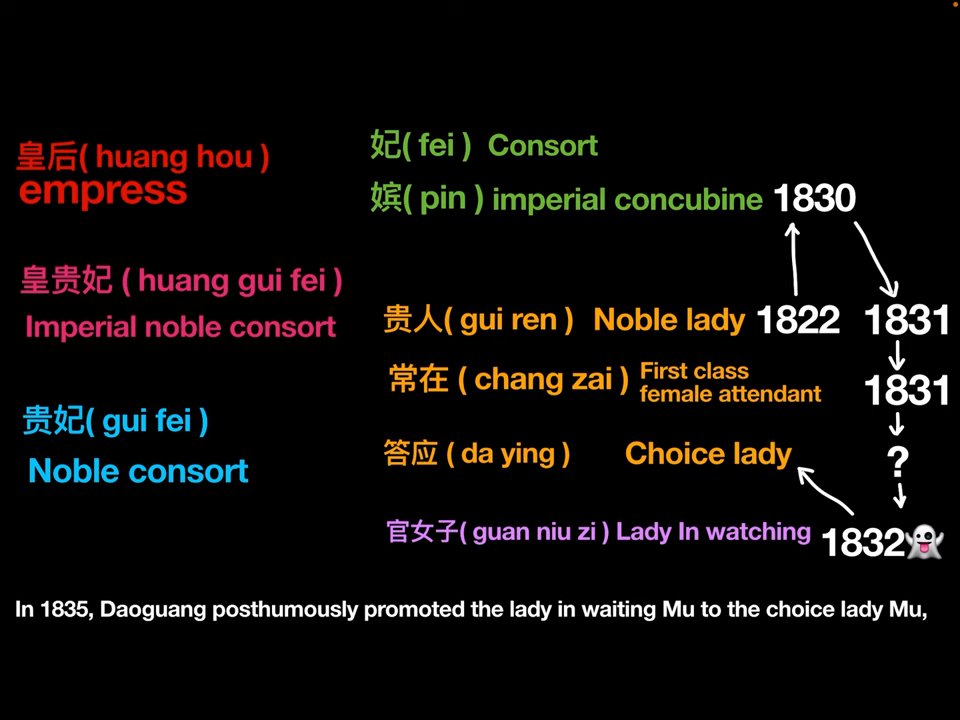 皇后( huang hou )
empress
皇贵妃 ( huang gui fei )
Imperial noble consort
贵妃( gui fei )
Noble consort
妃( fei ) Consort
嫔( pin ) imperial concubine 1830
贵人( gui ren ) Noble lady 1822 1831
常在 ( chang zai ) First class
female attendant 1831
答应 ( da ying ) Choice lady ?
官女子( guan niu zi ) Lady In watching 1832👻
In 1835, Daoguang posthumously promoted the lady in waiting Mu to the choice lady Mu,